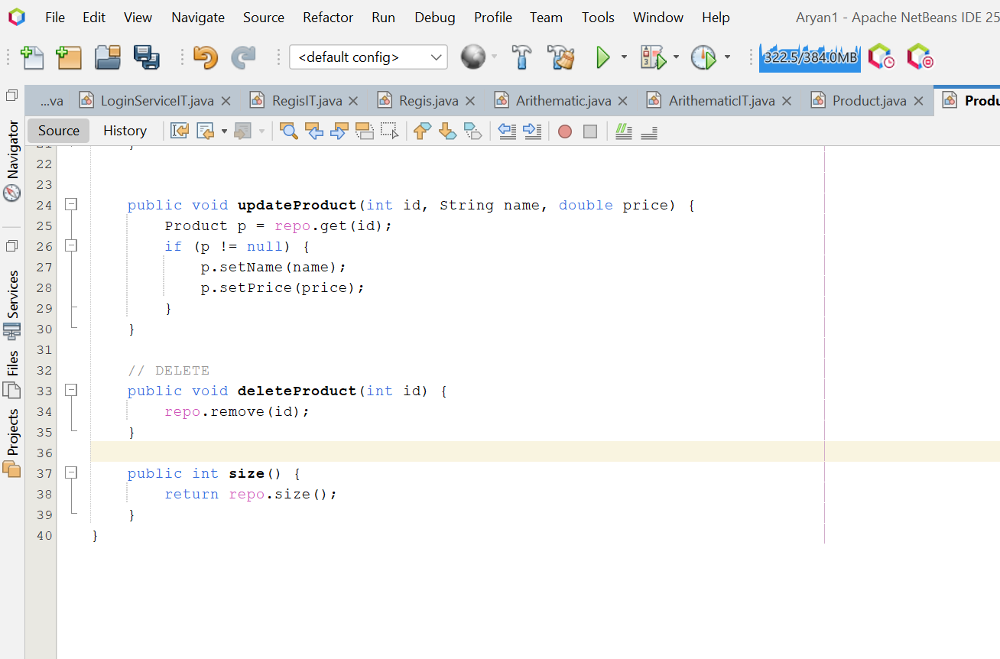 File Edit View Navigate Source Refactor Run Debug Profile Team Tools Window Help Aryan1 - Apache NetBeans IDE 25
<default config> 322.5/384.0MB
...va LoginServiceIT.java RegisIT.java Regis.java Arithematic.java ArithematicIT.java Product.java Produ
Source History
Navigator
Services
Files
Projects
21 }
22
23
24 public void updateProduct(int id, String name, double price) {
25 Product p = repo.get(id);
26 if (p != null) {
27 p.setName(name);
28 p.setPrice(price);
29 }
30 }
31
32 // DELETE
33 public void deleteProduct(int id) {
34 repo.remove(id);
35 }
36
37 public int size() {
38 return repo.size();
39 }
40 }